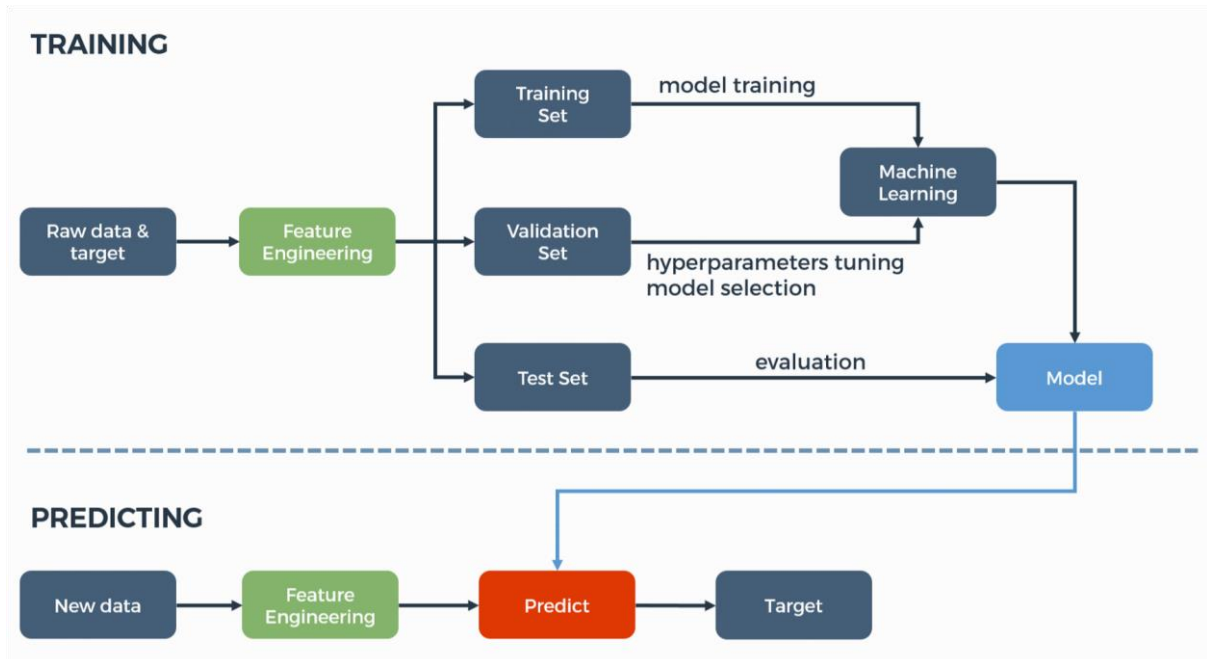 TRAINING
Training
Set
model training
Machine
Learning
Raw data &
target
Feature
Engineering
Validation
Set
hyperparameters tuning
model selection
Test Set
evaluation
Model
PREDICTING
New data
Feature
Engineering
Predict
Target